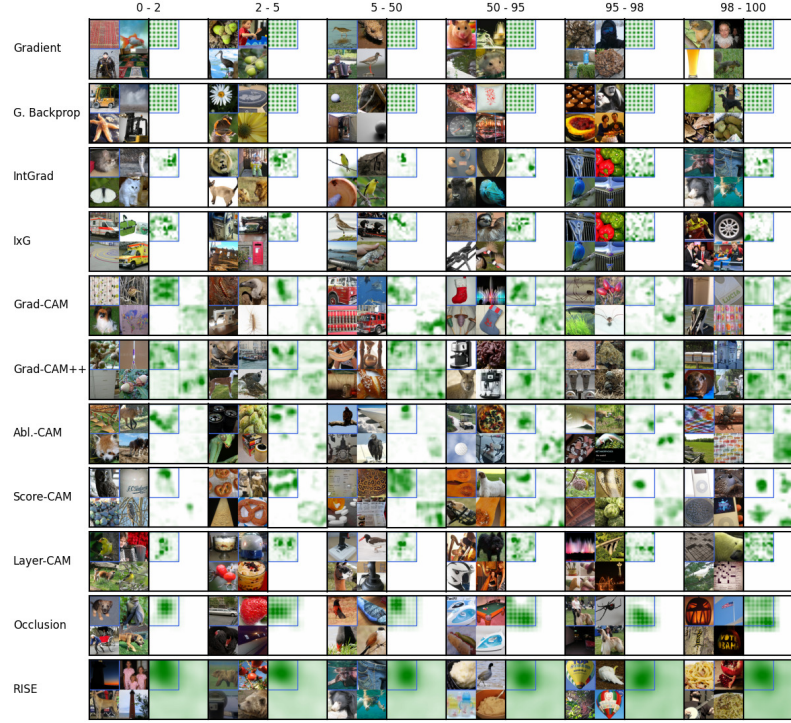 0 - 2 2 - 5 5 - 50 50 - 95 95 - 98 98 - 100
Gradient
G. Backprop
IntGrad
IxG
Grad-CAM
Grad-CAM++
Abl.-CAM
Score-CAM
Layer-CAM
Occlusion
RISE